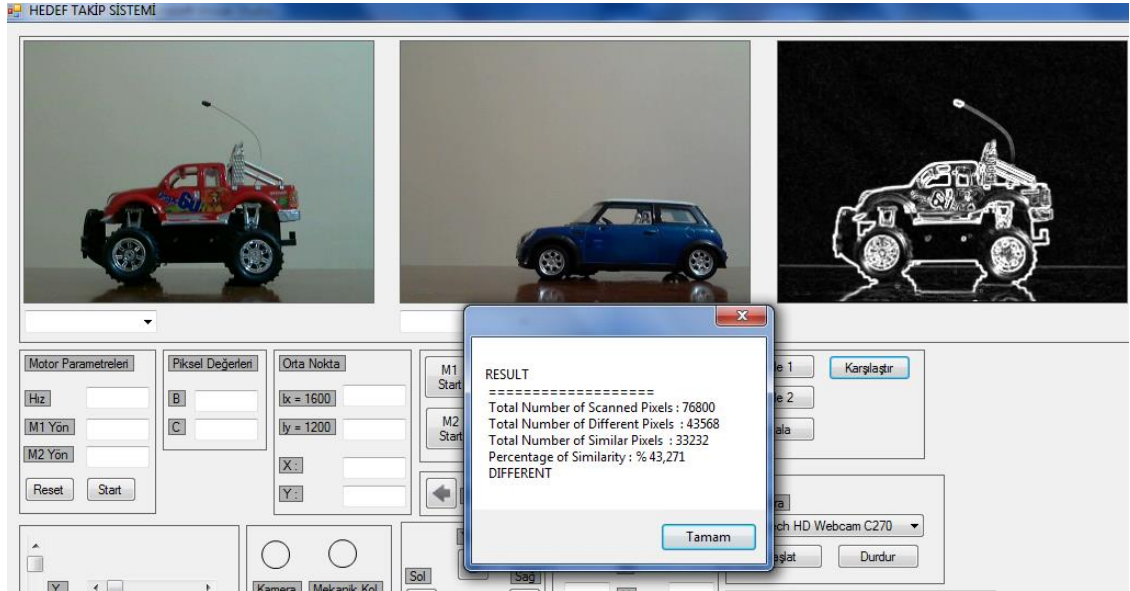 HEDEF TAKİP SİSTEMİ
Motor Parametreleri
Hız
M1 Yön
M2 Yön
Reset Start
Piksel Değerleri
B
C
Orta Nokta
Ix = 1600
Iy = 1200
X :
Y :
M1
Start
M2
Start
RESULT
====================
Total Number of Scanned Pixels : 76800
Total Number of Different Pixels : 43568
Total Number of Similar Pixels : 33232
Percentage of Similarity : % 43,271
DIFFERENT
Tamam
1
Karşılaştır
2
HD Webcam C270
Durdur
Y
Kamera Mekanik Kol
Sol
Sağ